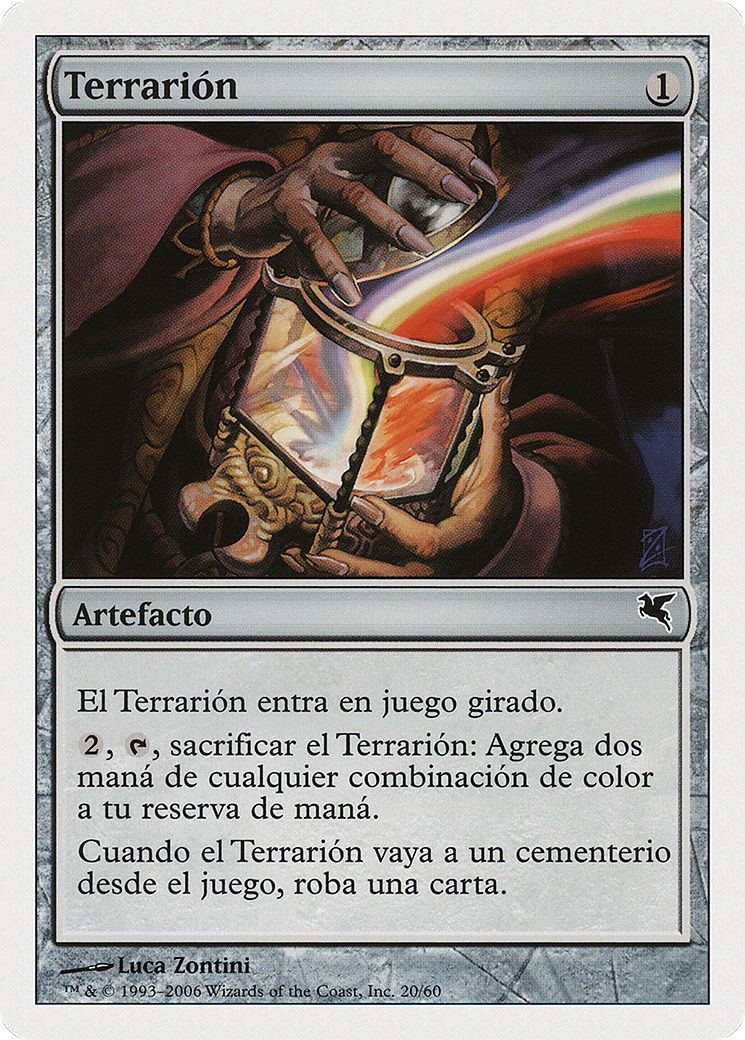 Terrarión 1
Artefacto
El Terrarión entra en juego girado.
2, , sacrificar el Terrarión: Agrega dos
maná de cualquier combinación de color
a tu reserva de maná.
Cuando el Terrarión vaya a un cementerio
desde el juego, roba una carta.
Luca Zontini
™ & © 1993–2006 Wizards of the Coast, Inc. 20/60